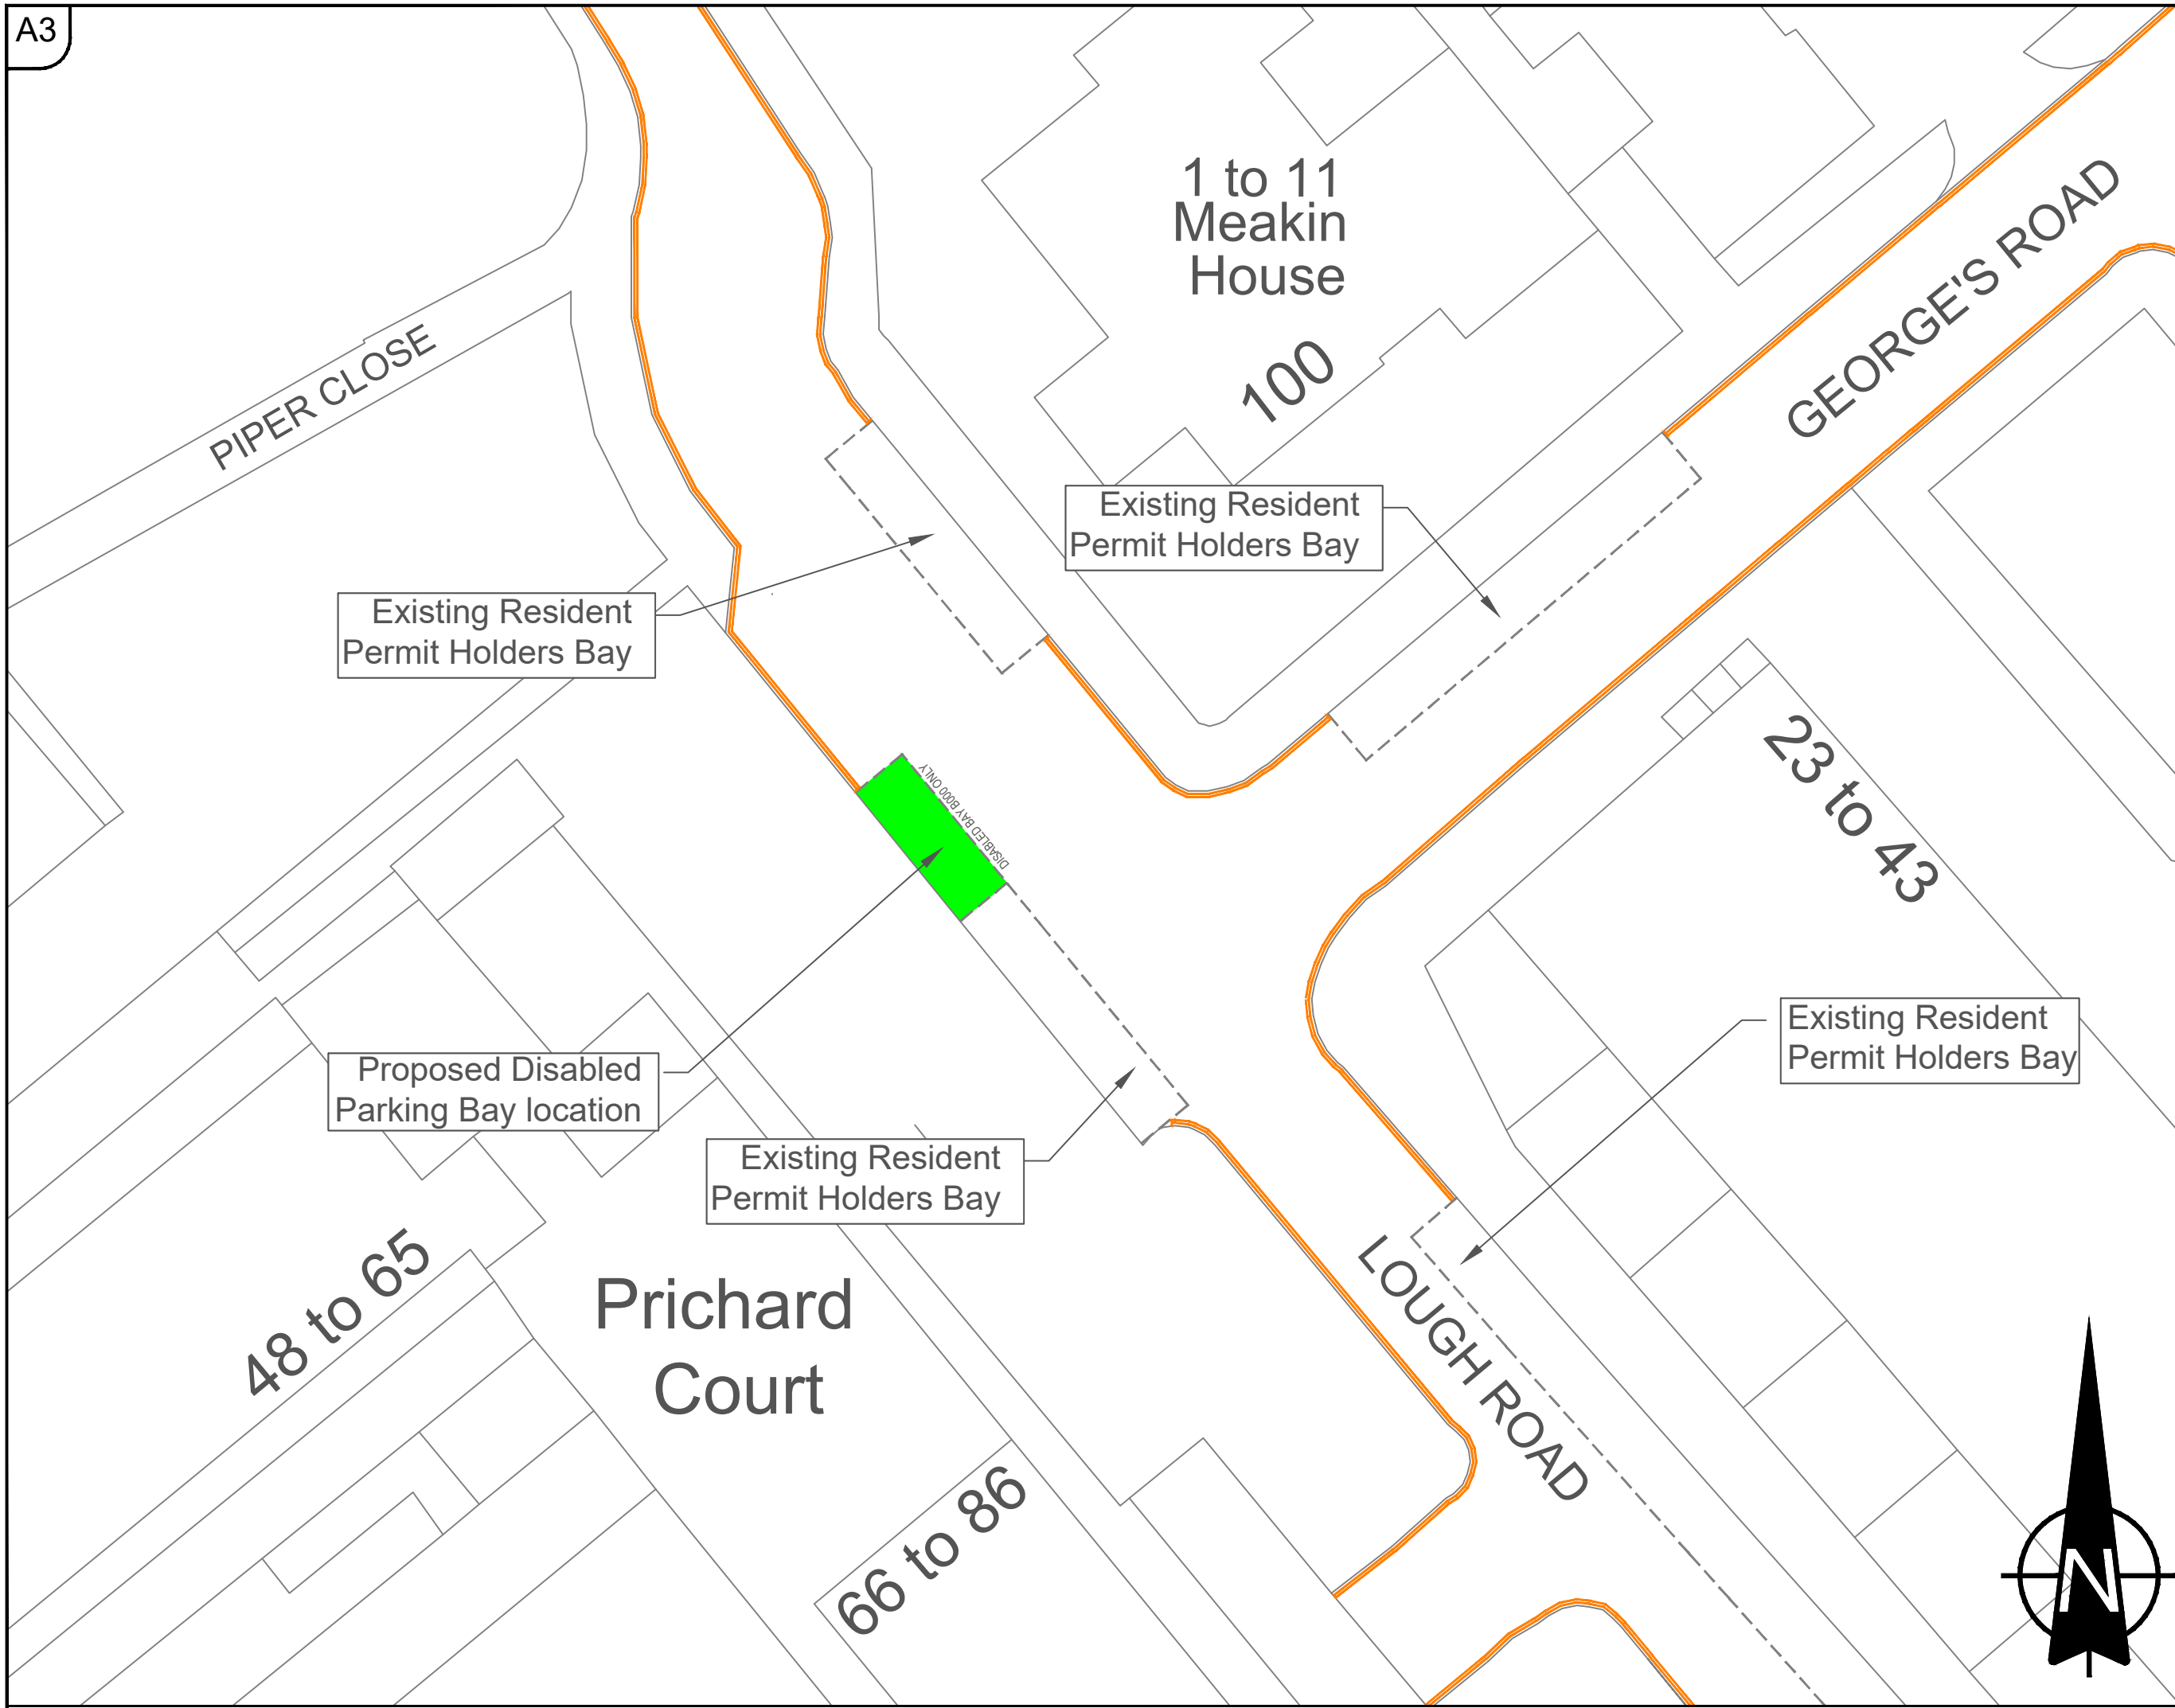 A3
1 to 11
Meakin
House
100
GEORGE'S ROAD
PIPER CLOSE
Existing Resident
Permit Holders Bay
Existing Resident
Permit Holders Bay
23 to 43
DISABLED BAY B000 ONLY
Proposed Disabled
Parking Bay location
Existing Resident
Permit Holders Bay
Existing Resident
Permit Holders Bay
48 to 65
Prichard
Court
LOUGH ROAD
66 to 86
N